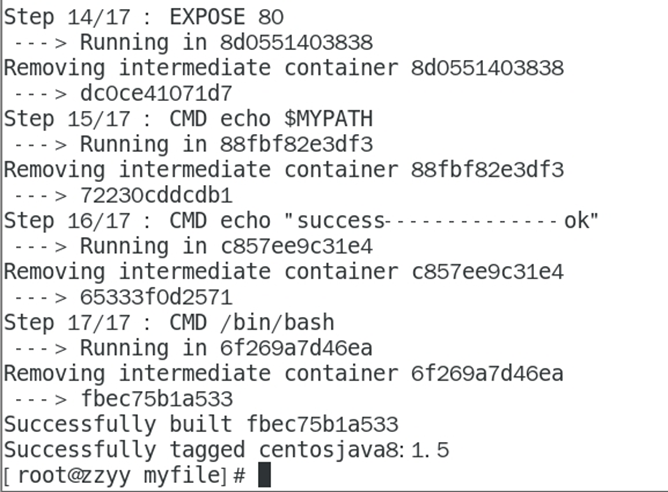 Step 14/17 : EXPOSE 80
 ---> Running in 8d0551403838
Removing intermediate container 8d0551403838
 ---> dc0ce41071d7
Step 15/17 : CMD echo $MYPATH
 ---> Running in 88fbf82e3df3
Removing intermediate container 88fbf82e3df3
 ---> 72230cddcdb1
Step 16/17 : CMD echo "success--------------ok"
 ---> Running in c857ee9c31e4
Removing intermediate container c857ee9c31e4
 ---> 65333f0d2571
Step 17/17 : CMD /bin/bash
 ---> Running in 6f269a7d46ea
Removing intermediate container 6f269a7d46ea
 ---> fbec75b1a533
Successfully built fbec75b1a533
Successfully tagged centosjava8:1.5
[root@zzyy myfile]#